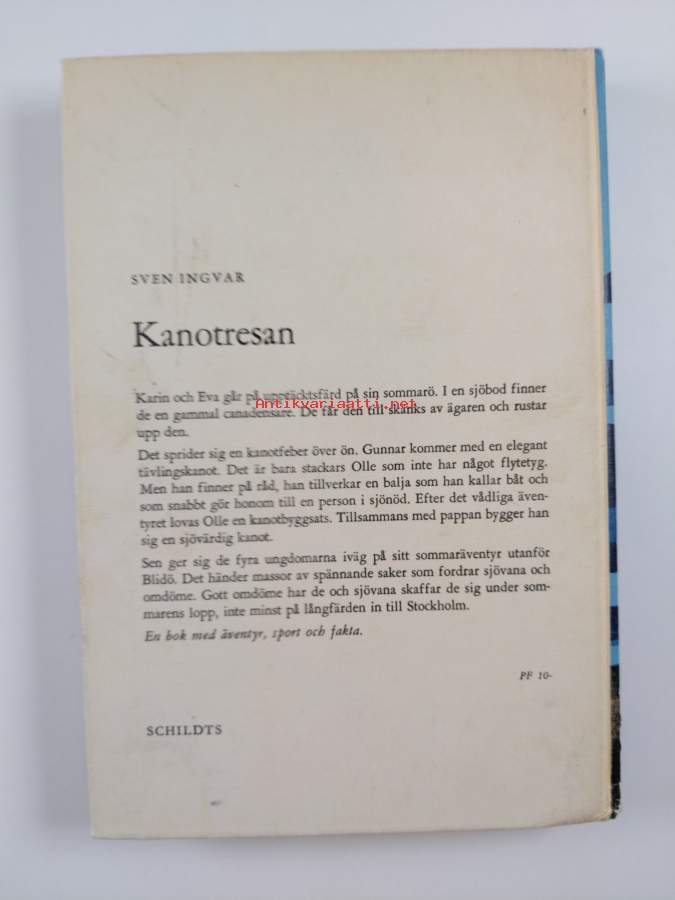 SVEN INGVAR
Kanotresan
Karin och Eva går på upptäcktsfärd på sin sommarö. I en sjöbod finner
Antikvariaatti.net
de en gammal canadensare. De får den till skänks av ägaren och rustar
upp den.
Det sprider sig en kanotfeber över ön. Gunnar kommer med en elegant
tävlingskanot. Det är bara stackars Olle som inte har något flytetyg.
Men han finner på råd, han tillverkar en balja som han kallar båt och
som snabbt gör honom till en person i sjönöd. Efter det vådliga även-
tyret lovas Olle en kanotbyggsats. Tillsammans med pappan bygger han
sig en sjövärdig kanot.
Sen ger sig de fyra ungdomarna iväg på sitt sommaräventyr utanför
Blidö. Det händer massor av spännande saker som fordrar sjövana och
omdöme. Gott omdöme har de och sjövana skaffar de sig under som-
marens lopp, inte minst på långfärden in till Stockholm.
En bok med äventyr, sport och fakta.
PF 10-
SCHILDTS